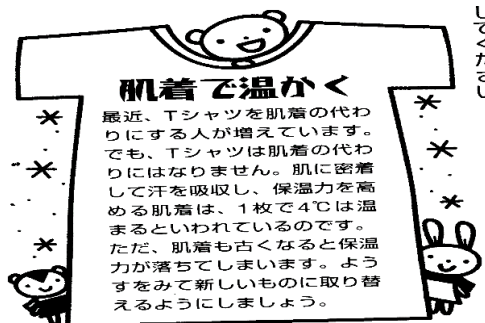 してください
肌着で温かく
最近、Tシャツを肌着の代わ
りにする人が増えています。
でも、Tシャツは肌着の代わ
りにはなりません。肌に密着
して汗を吸収し、保温力を高
める肌着は、1枚で4℃は温
まるといわれているのです。
ただ、肌着も古くなると保温
力が落ちてしまいます。よう
すをみて新しいものに取り替
えるようにしましょう。